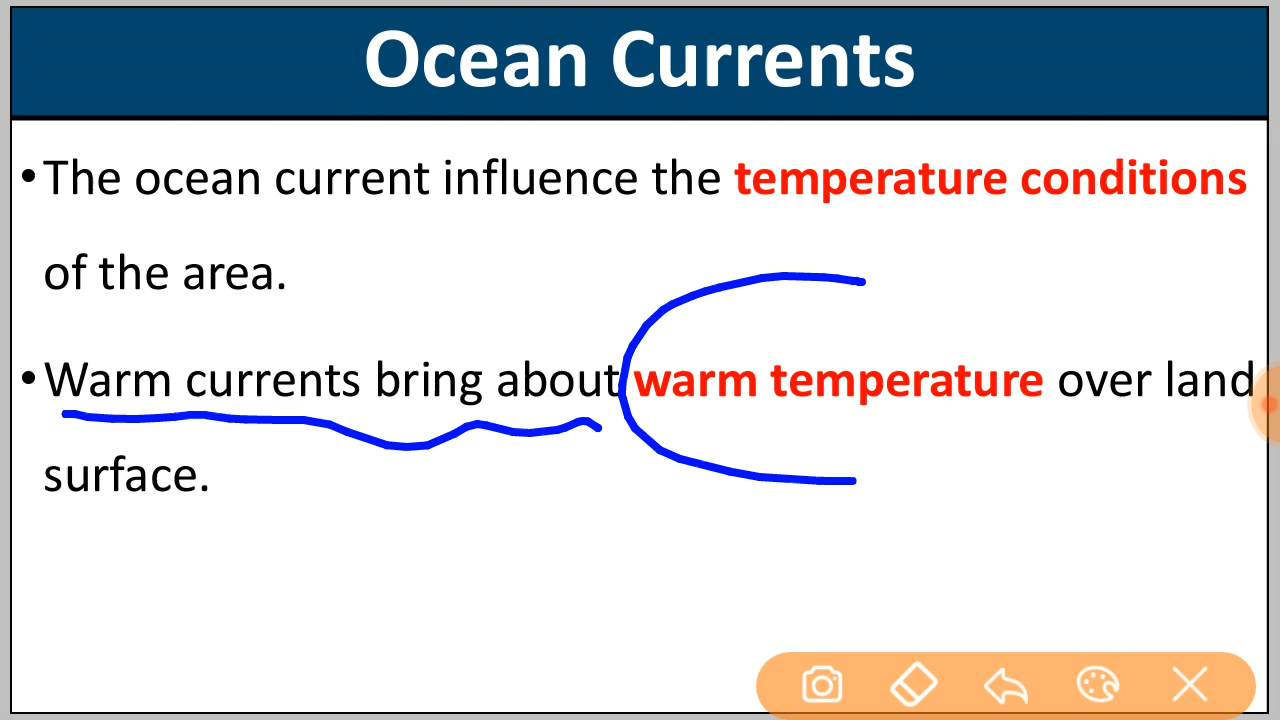 Ocean Currents
•The ocean current influence the temperature conditions
of the area.
•Warm currents bring about warm temperature over land
surface.